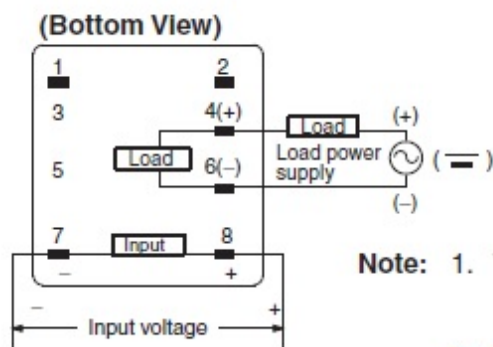 (Bottom View)
1 2
3 4(+) Load (+)
Load Load power
supply
5 6(−) (−)
7 Input 8
− +
− +
Input voltage
Note: 1.